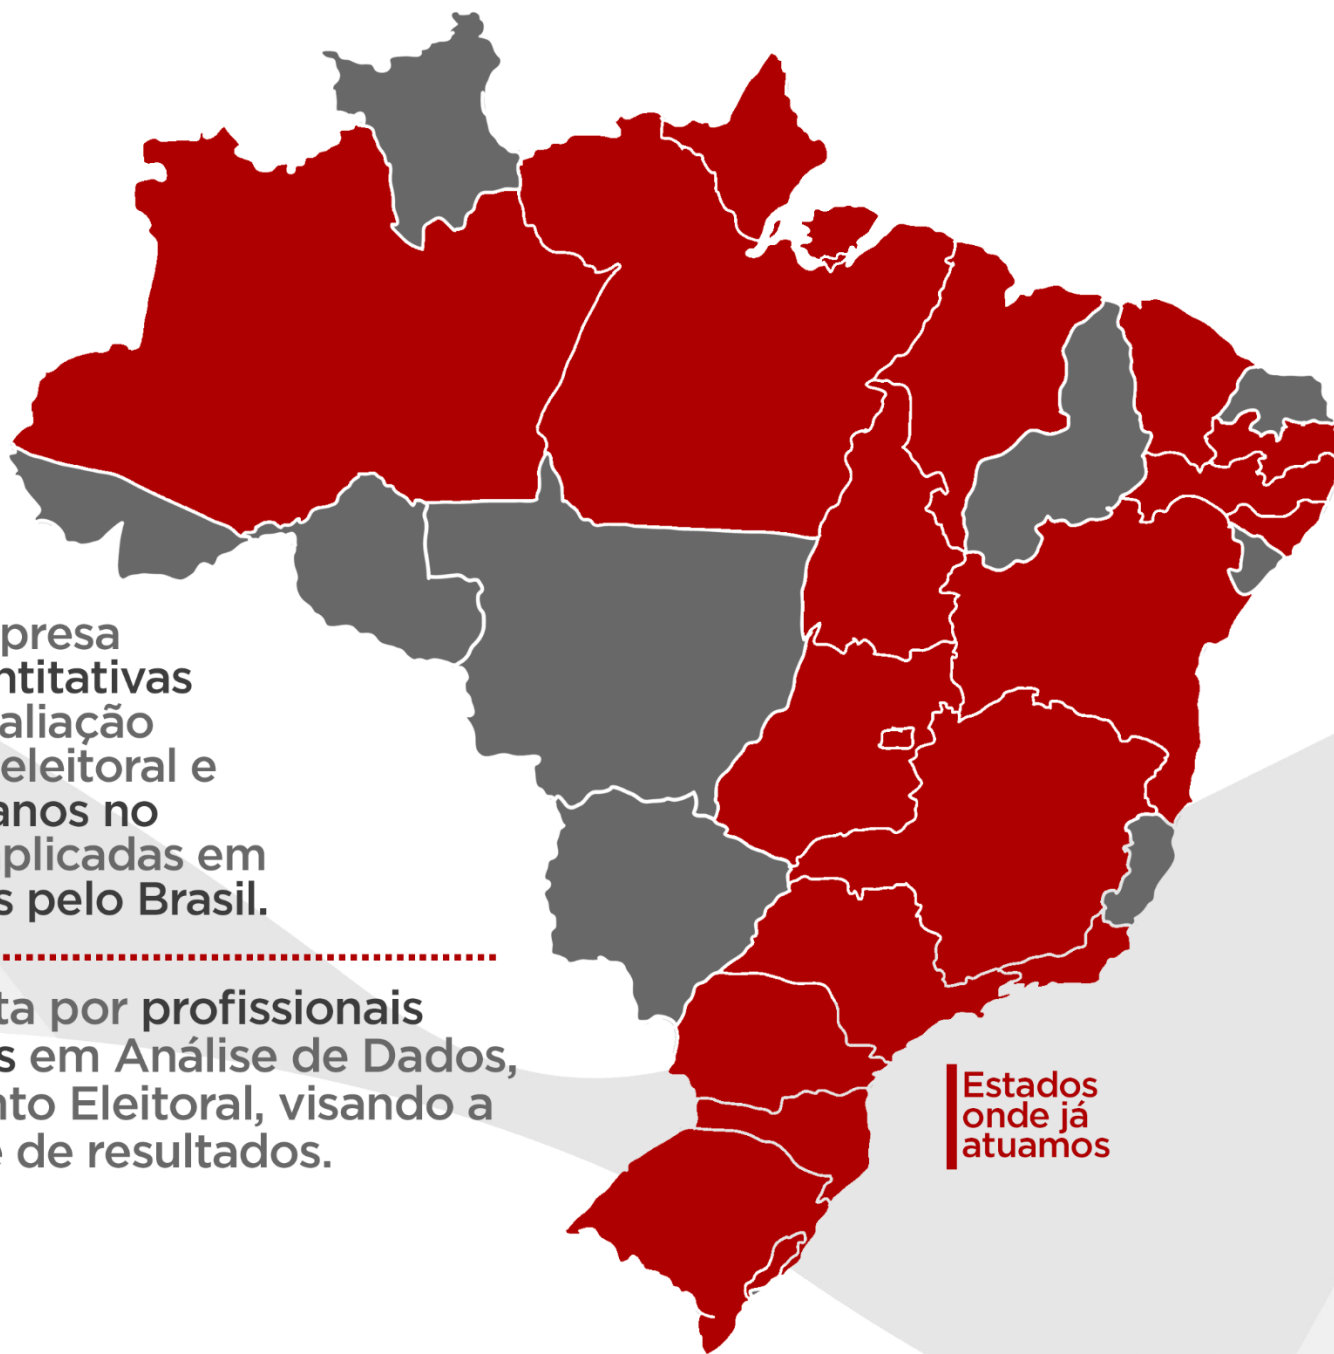 presa
ntitativas
aliação
eleitoral e
anos no
plicadas em
s pelo Brasil.
ta por profissionais
s em Análise de Dados,
nto Eleitoral, visando a
e de resultados.
Estados
onde já
atuamos